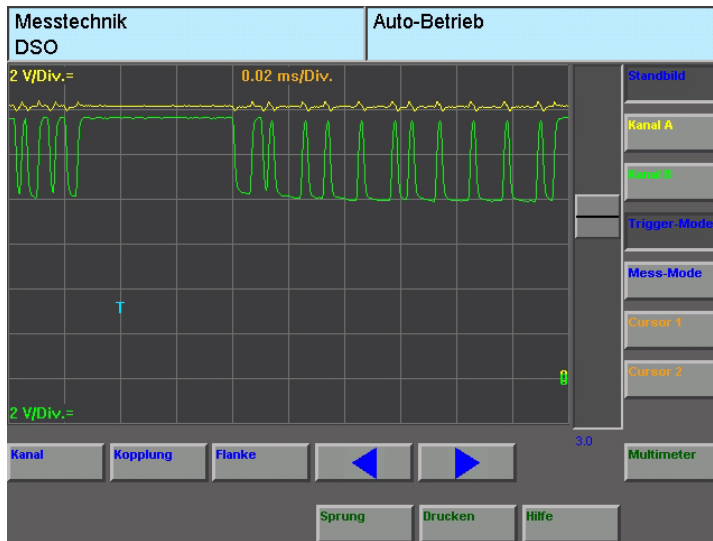 Messtechnik
DSO
Auto-Betrieb
2 V/Div.=
0.02 ms/Div.
T
0
2 V/Div.=
3.0
Standbild
Kanal A
Kanal B
Trigger-Mode
Mess-Mode
Cursor 1
Cursor 2
Multimeter
Kanal
Kopplung
Flanke
Sprung
Drucken
Hilfe